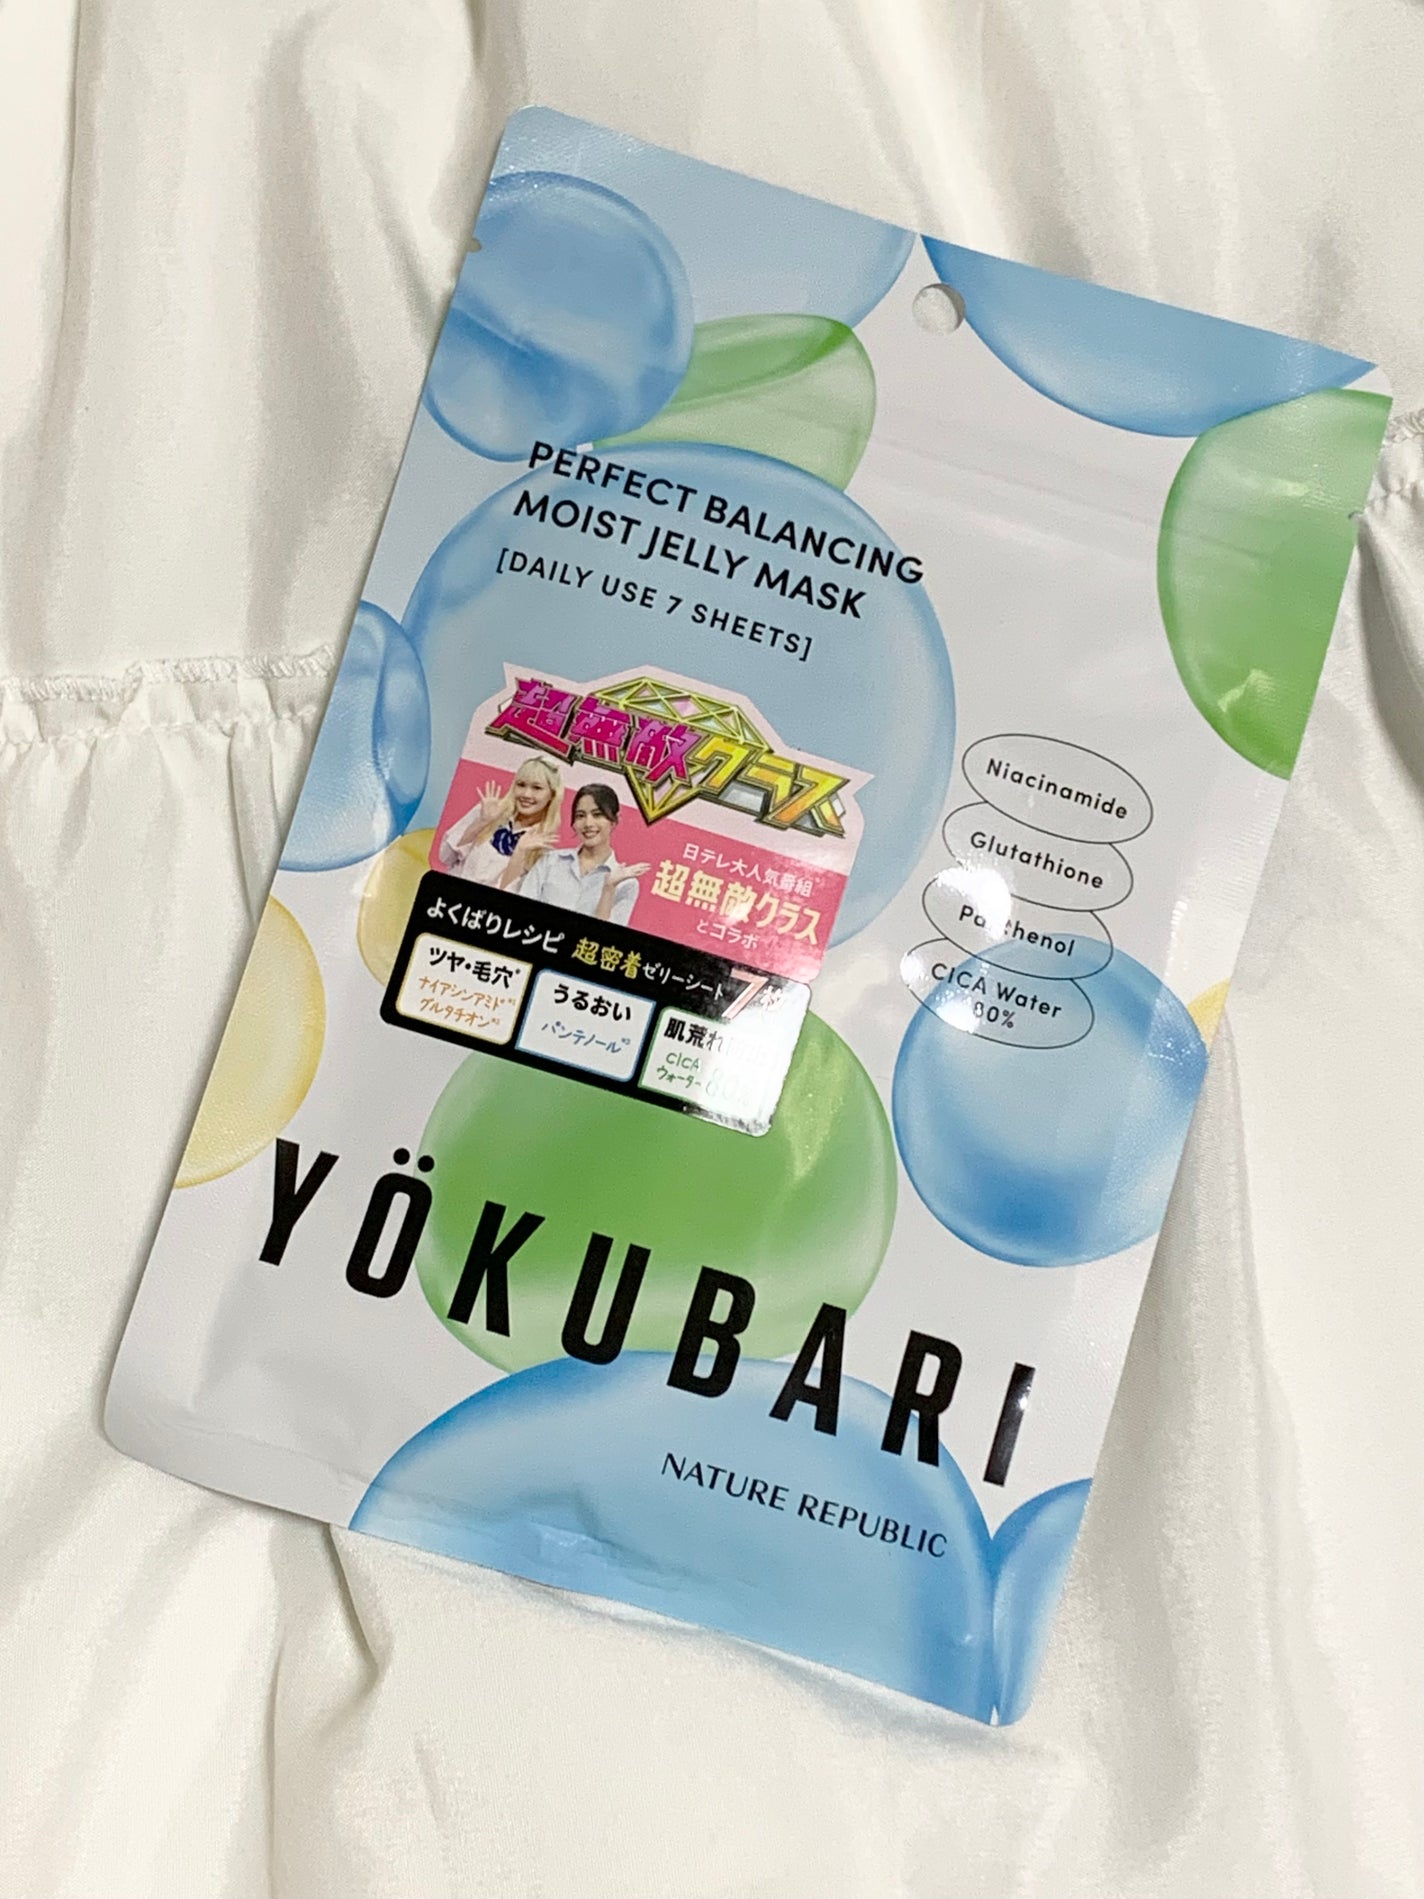 PERFECT BALANCING
MOIST JELLY MASK
[DAILY USE 7 SHEETS]
超無敵クラス
日テレ大人気番組
超無敵クラス
とコラボ
Niacinamide
Glutathione
CICA Water
80%
よくばりレシピ 超密着ゼリーシート
ツヤ・毛穴*
ナイアシンアミド*¹
グルタチオン*¹
うるおい
パンテノール*²
肌荒れ
CICA
ウォーター
YÖKUBARI
NATURE REPUBLIC